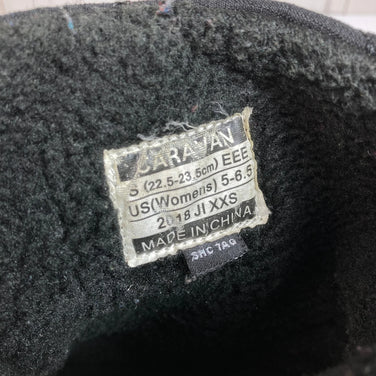 CARAVAN
S (22.5-23.5cm) EEE
US(Womens) 5-6.5
2018 JI XXS
MADE IN CHINA
SHC TAG